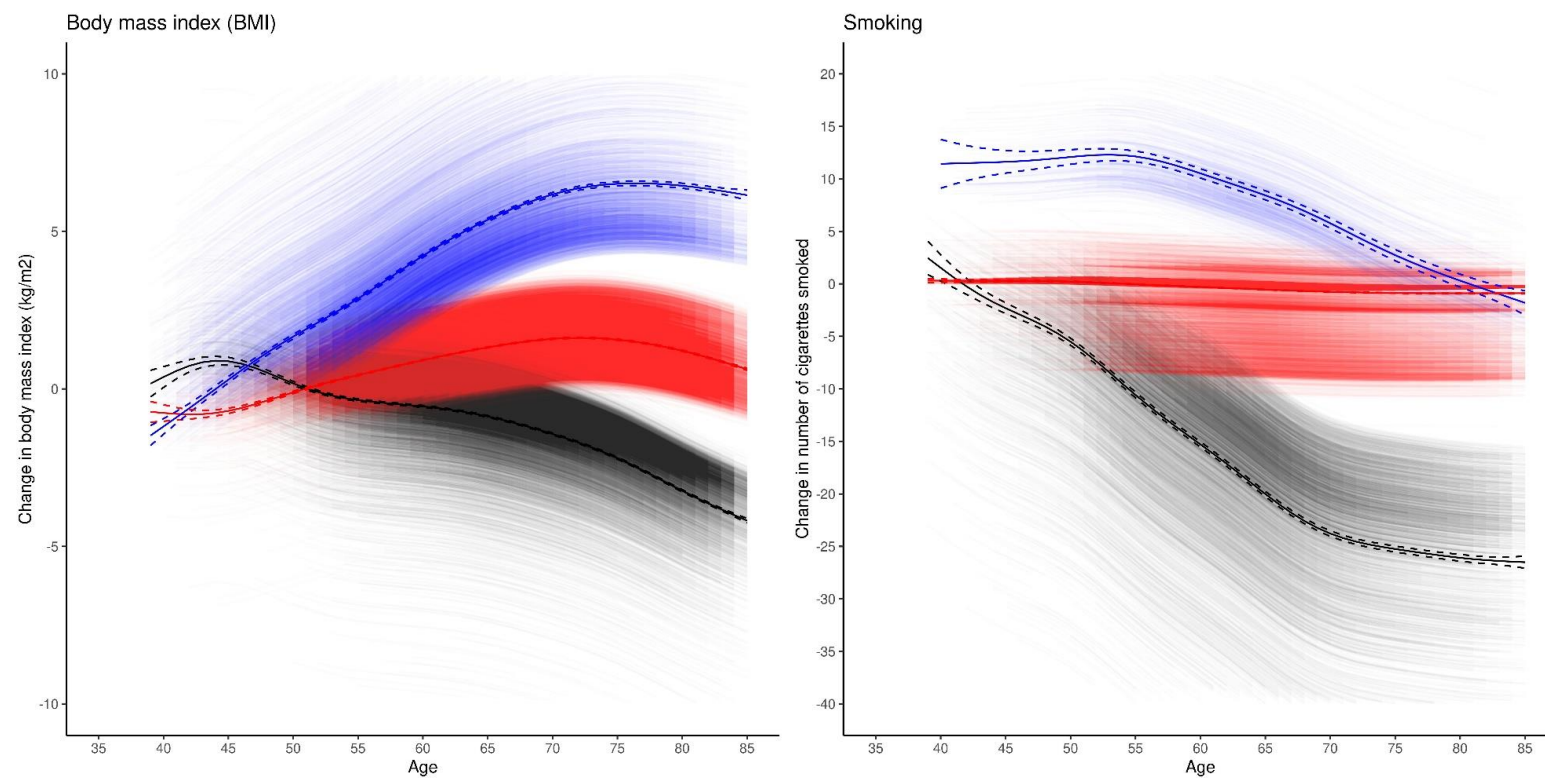 Body mass index (BMI)
Change in body mass index (kg/m2)
10
5
0
-5
-10
35 40 45 50 55 60 65 70 75 80 85
Age
Smoking
Change in number of cigarettes smoked
20
15
10
5
0
-5
-10
-15
-20
-25
-30
-35
-40
35 40 45 50 55 60 65 70 75 80 85
Age